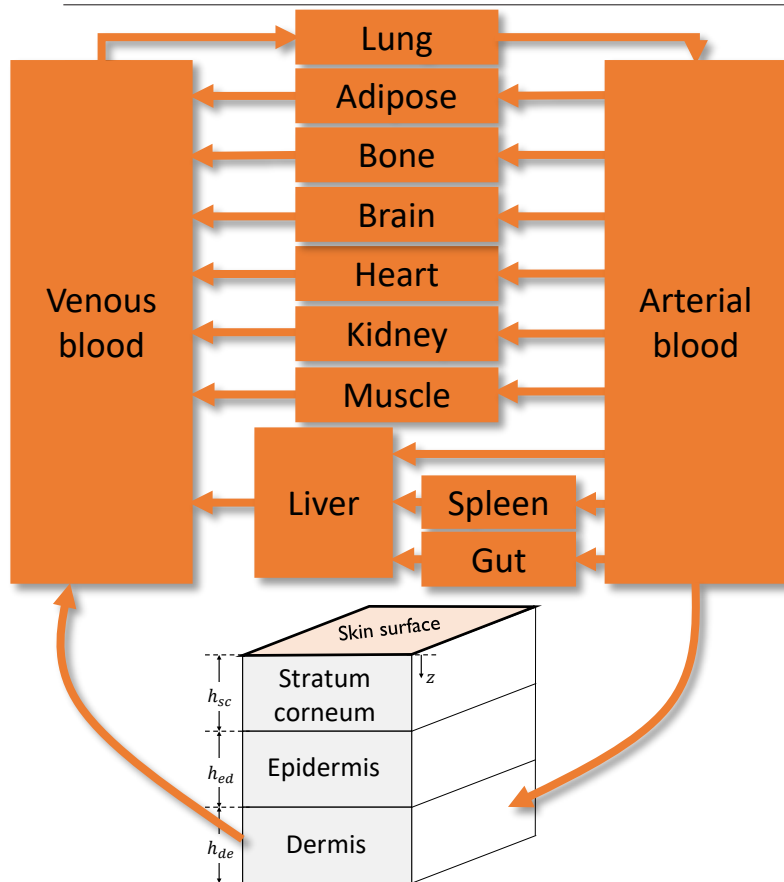 Lung
Adipose
Bone
Brain
Heart
Kidney
Muscle
Venous
blood
Arterial
blood
Liver
Spleen
Gut
Skin surface
z
h_sc
Stratum
corneum
h_ed
Epidermis
h_de
Dermis